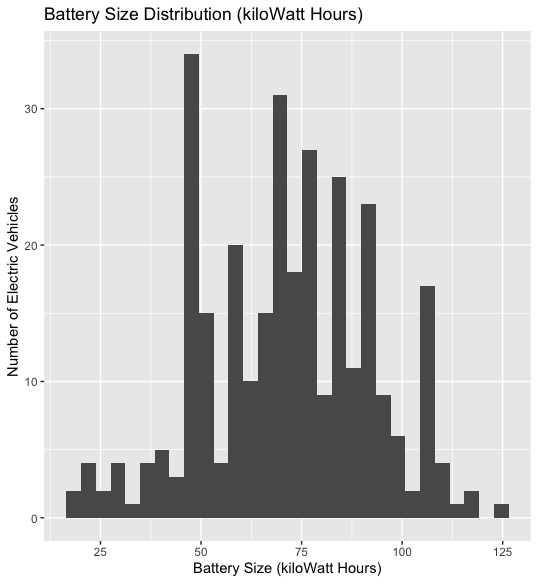 Battery Size Distribution (kiloWatt Hours)
Number of Electric Vehicles
30
20
10
0
25 50 75 100 125
Battery Size (kiloWatt Hours)